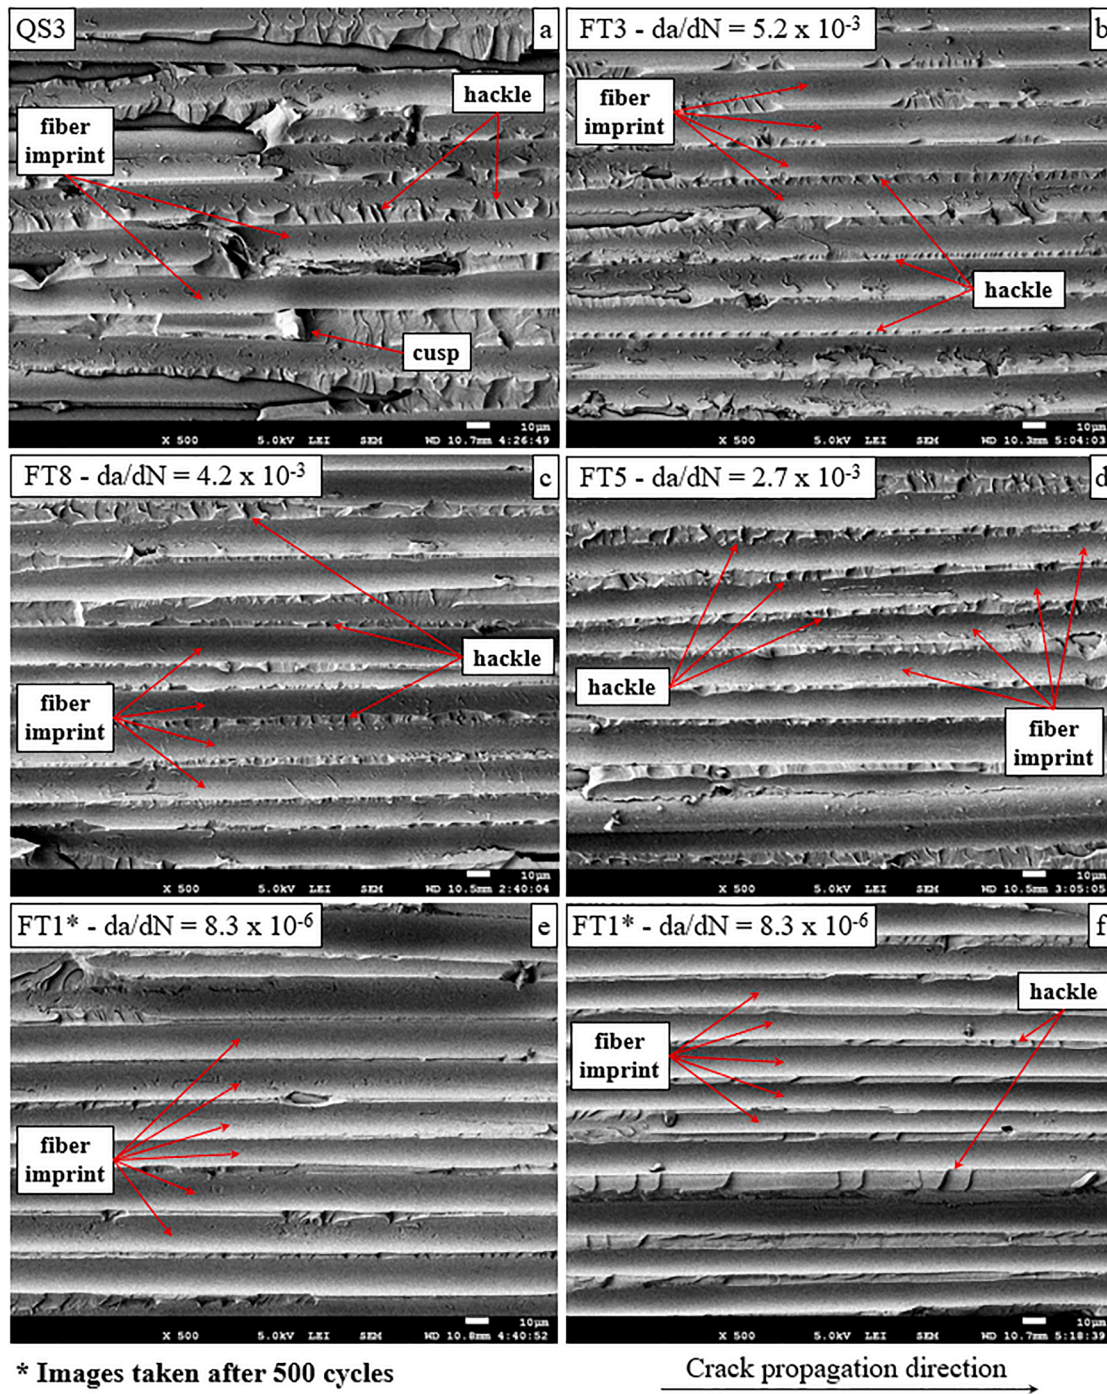 QS3
a
hackle
fiber
imprint
cusp
10µm
X 500 5.0kV LEI SEM WD 10.7mm 4:26:49
FT3 - da/dN = 5.2 x 10-3
b
fiber
imprint
hackle
10µm
X 500 5.0kV LEI SEM WD 10.3mm 5:04:03
FT8 - da/dN = 4.2 x 10-3
c
hackle
fiber
imprint
10µm
X 500 5.0kV LEI SEM WD 10.5mm 2:40:04
FT5 - da/dN = 2.7 x 10-3
d
hackle
fiber
imprint
10µm
X 500 5.0kV LEI SEM WD 10.5mm 3:05:05
FT1* - da/dN = 8.3 x 10-6
e
fiber
imprint
10µm
X 500 5.0kV LEI SEM WD 10.8mm 4:40:52
FT1* - da/dN = 8.3 x 10-6
f
hackle
fiber
imprint
10µm
X 500 5.0kV LEI SEM WD 10.7mm 5:18:39
* Images taken after 500 cycles
Crack propagation direction